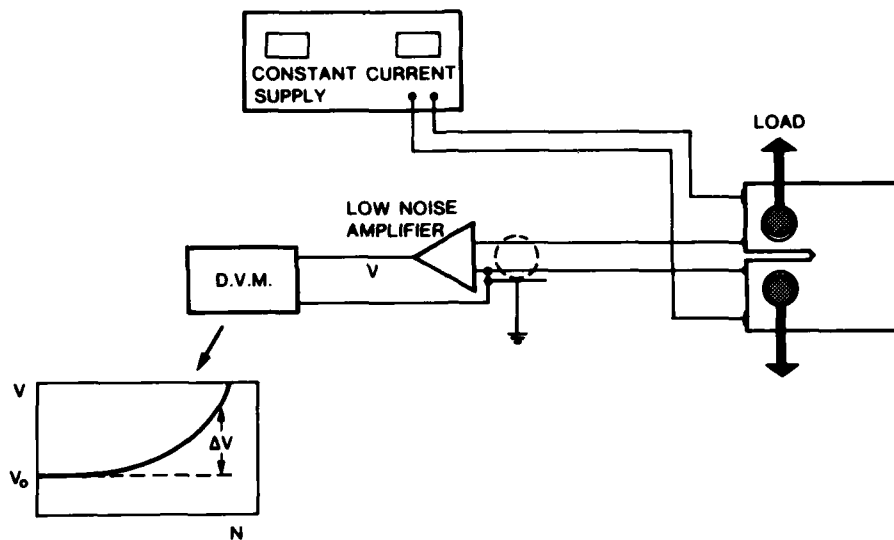 CONSTANT CURRENT
SUPPLY
LOAD
LOW NOISE
AMPLIFIER
D.V.M.
V
V
ΔV
V₀
N